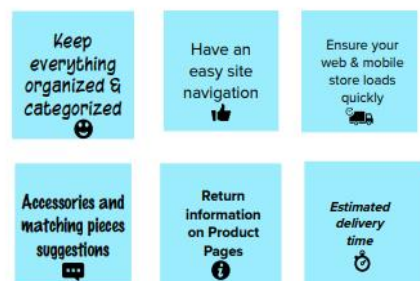 Keep
everything
organized &
categorized
Have an
easy site
navigation
Ensure your
web & mobile
store loads
quickly
Accessories and
matching pieces
suggestions
Return
information
on Product
Pages
Estimated
delivery
time